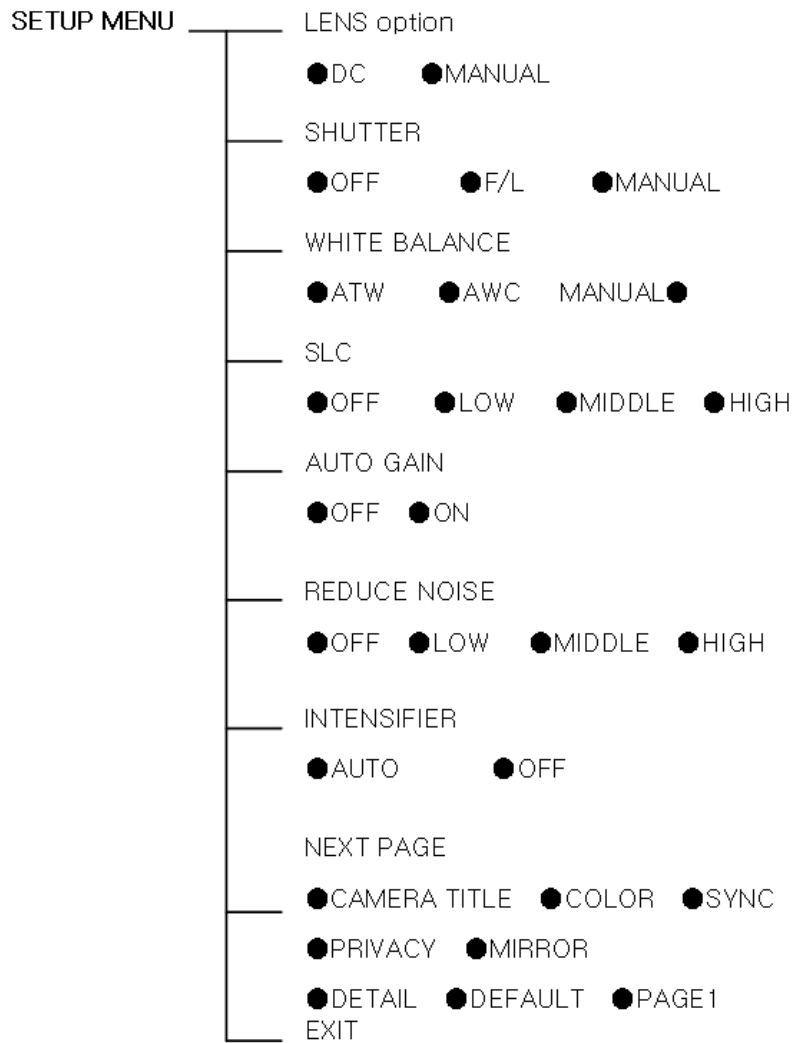 SETUP MENU LENS option
●DC ●MANUAL
SHUTTER
●OFF ●F/L ●MANUAL
WHITE BALANCE
●ATW ●AWC MANUAL●
SLC
●OFF ●LOW ●MIDDLE ●HIGH
AUTO GAIN
●OFF ●ON
REDUCE NOISE
●OFF ●LOW ●MIDDLE ●HIGH
INTENSIFIER
●AUTO ●OFF
NEXT PAGE
●CAMERA TITLE ●COLOR ●SYNC
●PRIVACY ●MIRROR
●DETAIL ●DEFAULT ●PAGE1
EXIT